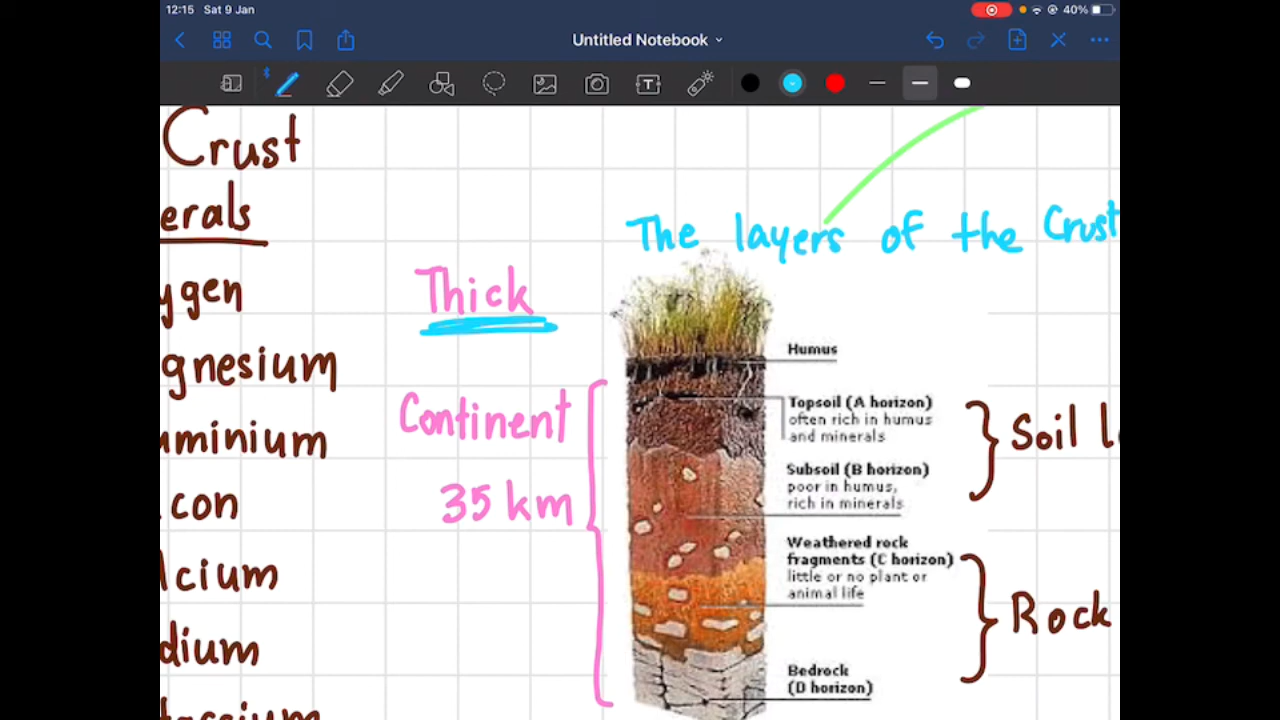 12:15 Sat 9 Jan
40%
Untitled Notebook
T
Crust
erals
ygen
gnesium
uminium
con
lcium
dium
tassium
The layers of the Crust
Thick
Continent
35 km
Humus
Topsoil (A horizon)
often rich in humus
and minerals
Subsoil (B horizon)
poor in humus,
rich in minerals
Weathered rock
fragments (C horizon)
little or no plant or
animal life
Bedrock
(D horizon)
Soil l
Rock